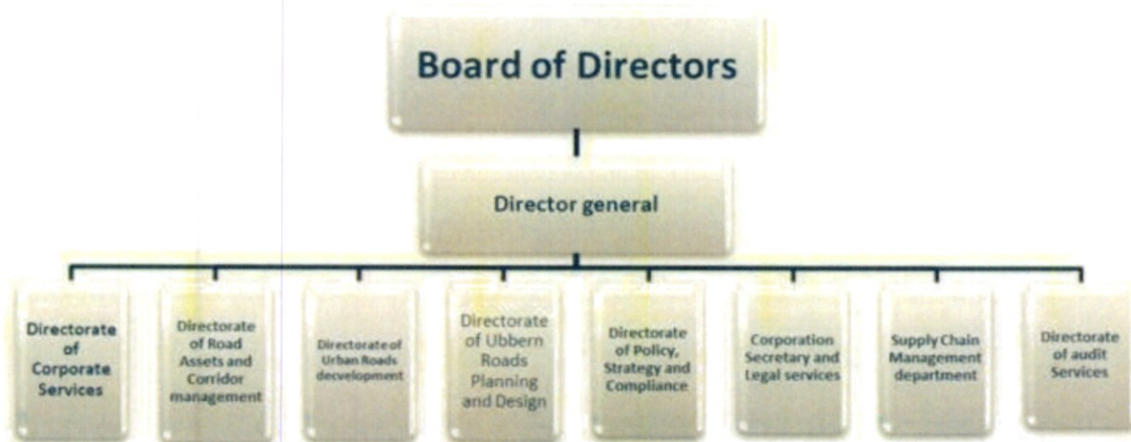 Board of Directors
Director general
Directorate
of
Corporate
Services
Directorate
of Road
Assets and
Corridor
management
Directorate of
Urban Roads
decvelopment
Directorate
of Ubbern
Roads
Planning
and Design
Directorate
of Policy,
Strategy and
Compliance
Corporation
Secretary and
Legal services
Supply Chain
Management
department
Directorate
of audit
Services